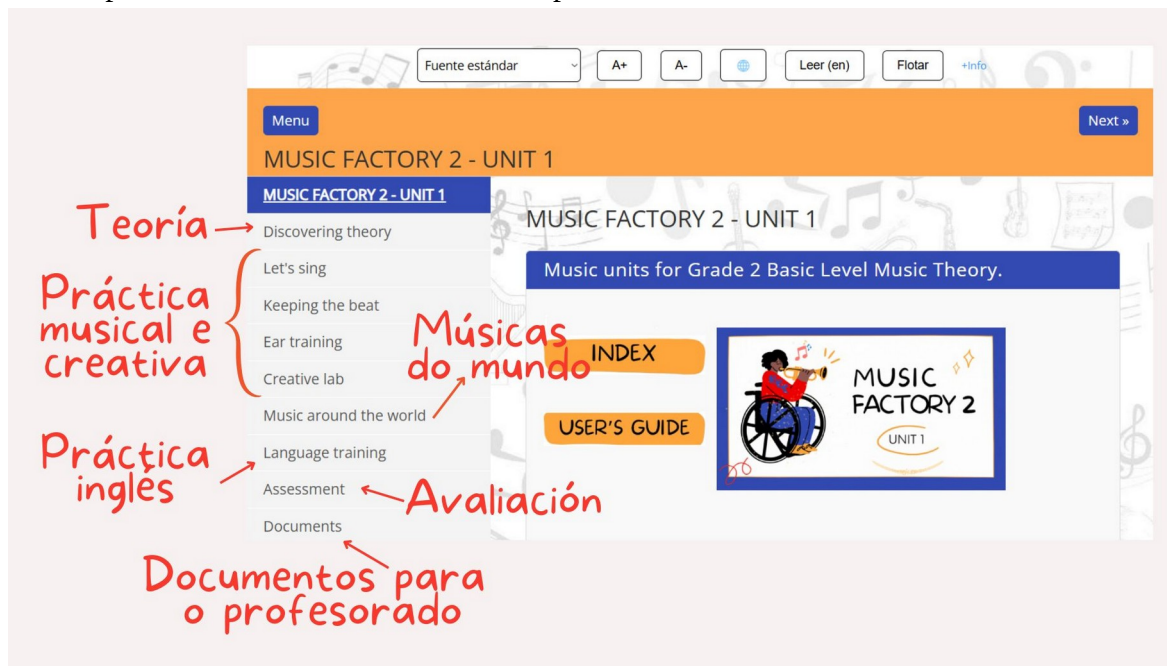 Fuente estándar A+ A- Leer (en) Flotar +Info
Menu Next »
MUSIC FACTORY 2 - UNIT 1
MUSIC FACTORY 2 - UNIT 1
Discovering theory
Let's sing
Keeping the beat
Ear training
Creative lab
Music around the world
Language training
Assessment
Documents
Teoría
Práctica
musical e
creativa
Músicas
do mundo
Práctica
inglés
Avaliación
Documentos para
o profesorado
MUSIC FACTORY 2 - UNIT 1
Music units for Grade 2 Basic Level Music Theory.
INDEX
USER'S GUIDE
MUSIC
FACTORY 2
UNIT 1